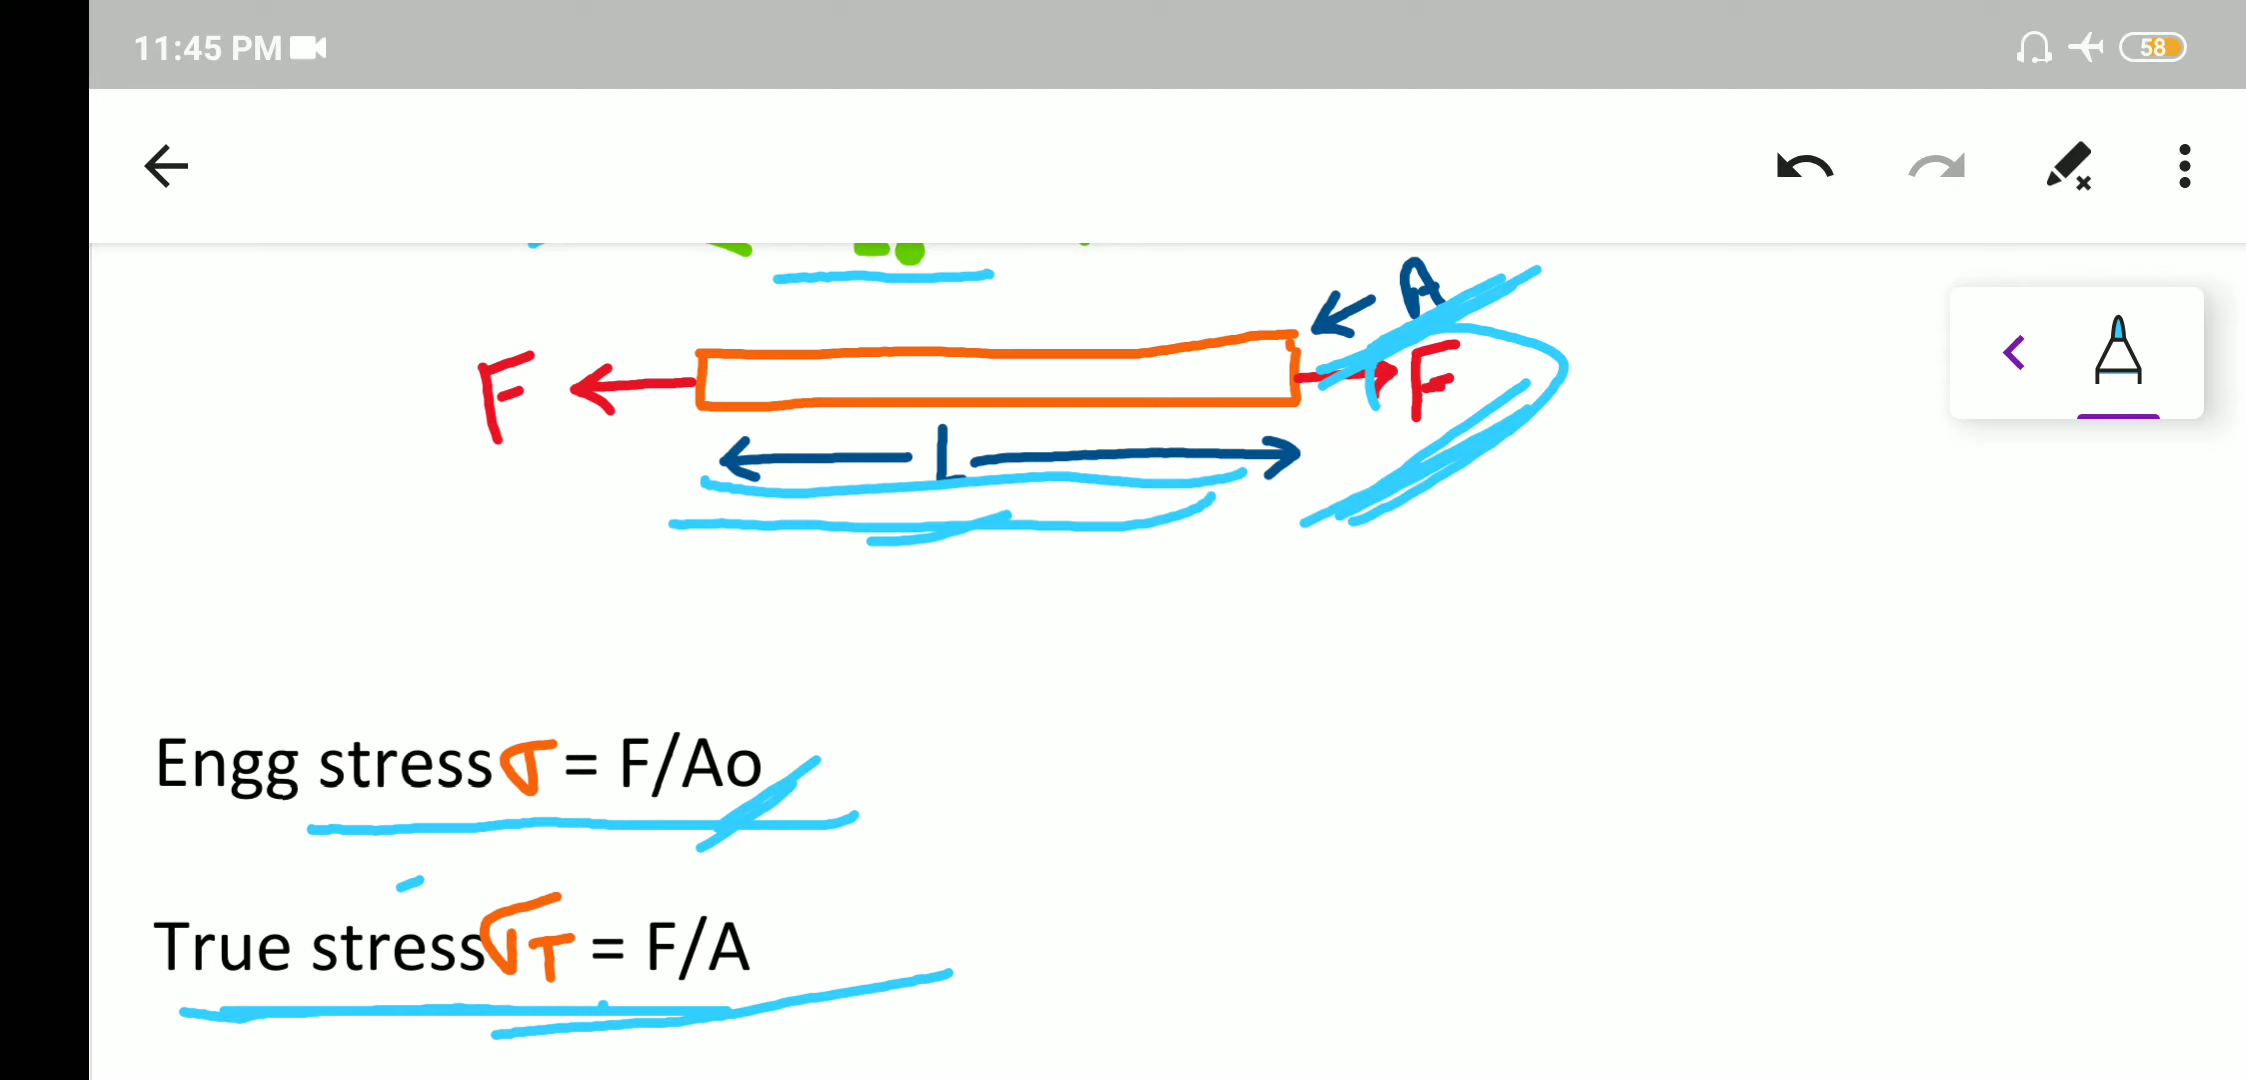 11:45 PM
58
A
F
F
L
Engg stress σ = F/Ao
True stress σT = F/A